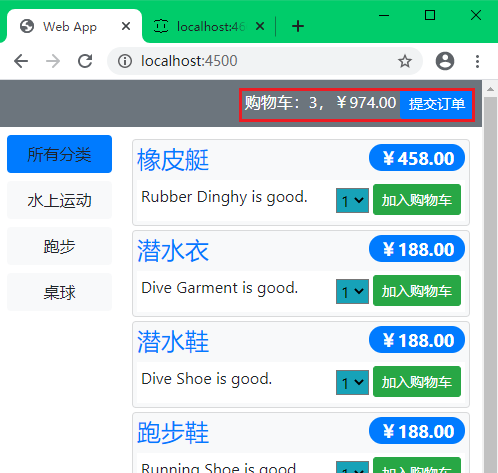 Web App
localhost:46
localhost:4500
购物车：3，￥974.00 提交订单
所有分类
水上运动
跑步
桌球
橡皮艇 ￥458.00
Rubber Dinghy is good. 1 加入购物车
潜水衣 ￥188.00
Dive Garment is good. 1 加入购物车
潜水鞋 ￥188.00
Dive Shoe is good. 1 加入购物车
跑步鞋 ￥188.00
Running Shoe is good. 1 加入购物车